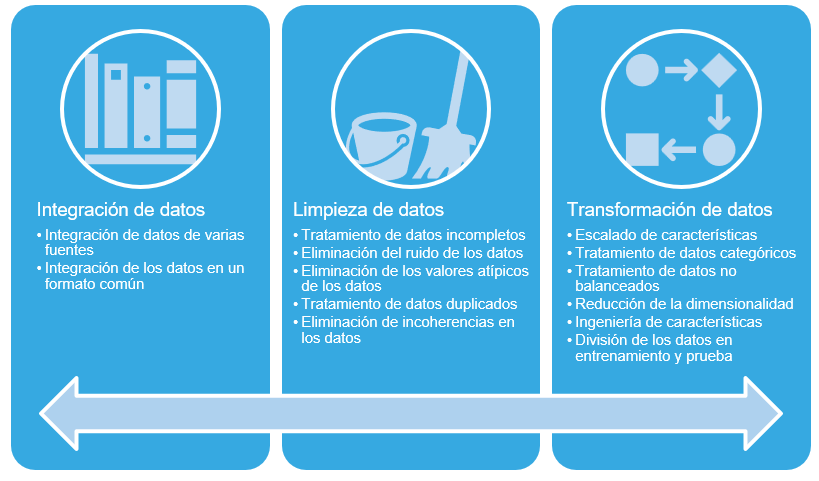 Integración de datos
• Integración de datos de varias
fuentes
• Integración de los datos en un
formato común
Limpieza de datos
• Tratamiento de datos incompletos
• Eliminación del ruido de los datos
• Eliminación de los valores atípicos
de los datos
• Tratamiento de datos duplicados
• Eliminación de incoherencias en
los datos
Transformación de datos
• Escalado de características
• Tratamiento de datos categóricos
• Tratamiento de datos no
balanceados
• Reducción de la dimensionalidad
• Ingeniería de características
• División de los datos en
entrenamiento y prueba